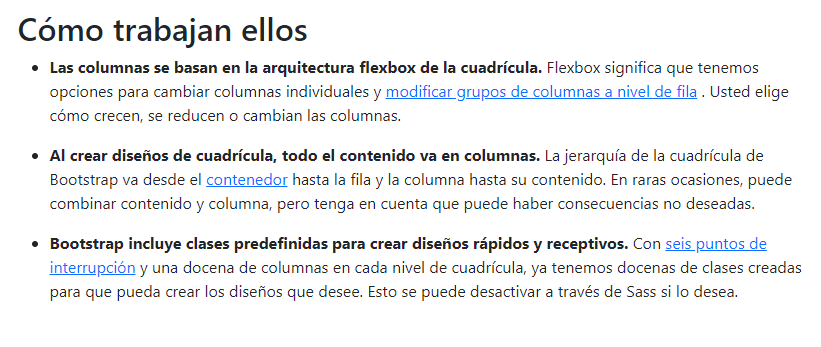 Cómo trabajan ellos
Las columnas se basan en la arquitectura flexbox de la cuadrícula. Flexbox significa que tenemos
opciones para cambiar columnas individuales y modificar grupos de columnas a nivel de fila . Usted elige
cómo crecen, se reducen o cambian las columnas.
Al crear diseños de cuadrícula, todo el contenido va en columnas. La jerarquía de la cuadrícula de
Bootstrap va desde el contenedor hasta la fila y la columna hasta su contenido. En raras ocasiones, puede
combinar contenido y columna, pero tenga en cuenta que puede haber consecuencias no deseadas.
Bootstrap incluye clases predefinidas para crear diseños rápidos y receptivos. Con seis puntos de
interrupción y una docena de columnas en cada nivel de cuadrícula, ya tenemos docenas de clases creadas
para que pueda crear los diseños que desee. Esto se puede desactivar a través de Sass si lo desea.